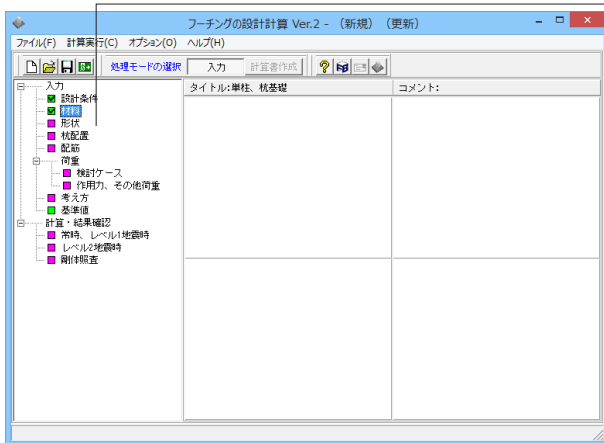 フーチングの設計計算 Ver.2 - （新規）（更新）
ファイル(F) 計算実行(C) オプション(O) ヘルプ(H)
処理モードの選択 入力 計算書作成
入力
設計条件
材料
形状
杭配置
配筋
荷重
検討ケース
作用力、その他荷重
考え方
基準値
計算・結果確認
常時、レベル1地震時
レベル2地震時
剛体照査
タイトル:単柱、杭基礎 コメント: